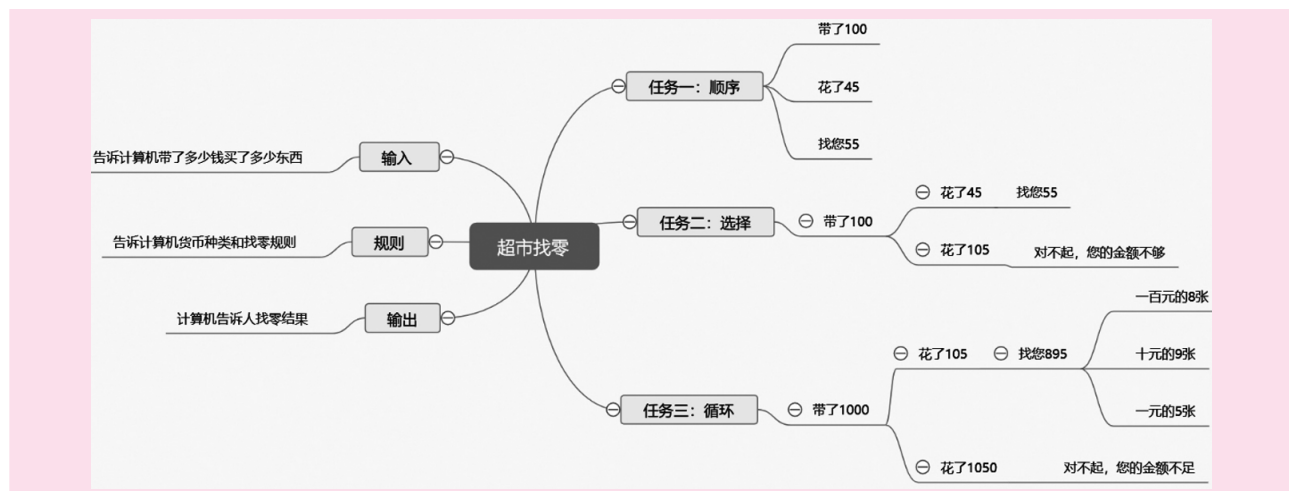 超市找零
输入
告诉计算机带了多少钱买了多少东西
规则
告诉计算机货币种类和找零规则
输出
计算机告诉人找零结果
任务一：顺序
带了100
花了45
找您55
任务二：选择
带了100
花了45
找您55
花了105
对不起，您的金额不够
任务三：循环
带了1000
花了105
找您895
一百元的8张
十元的9张
一元的5张
花了1050
对不起，您的金额不足